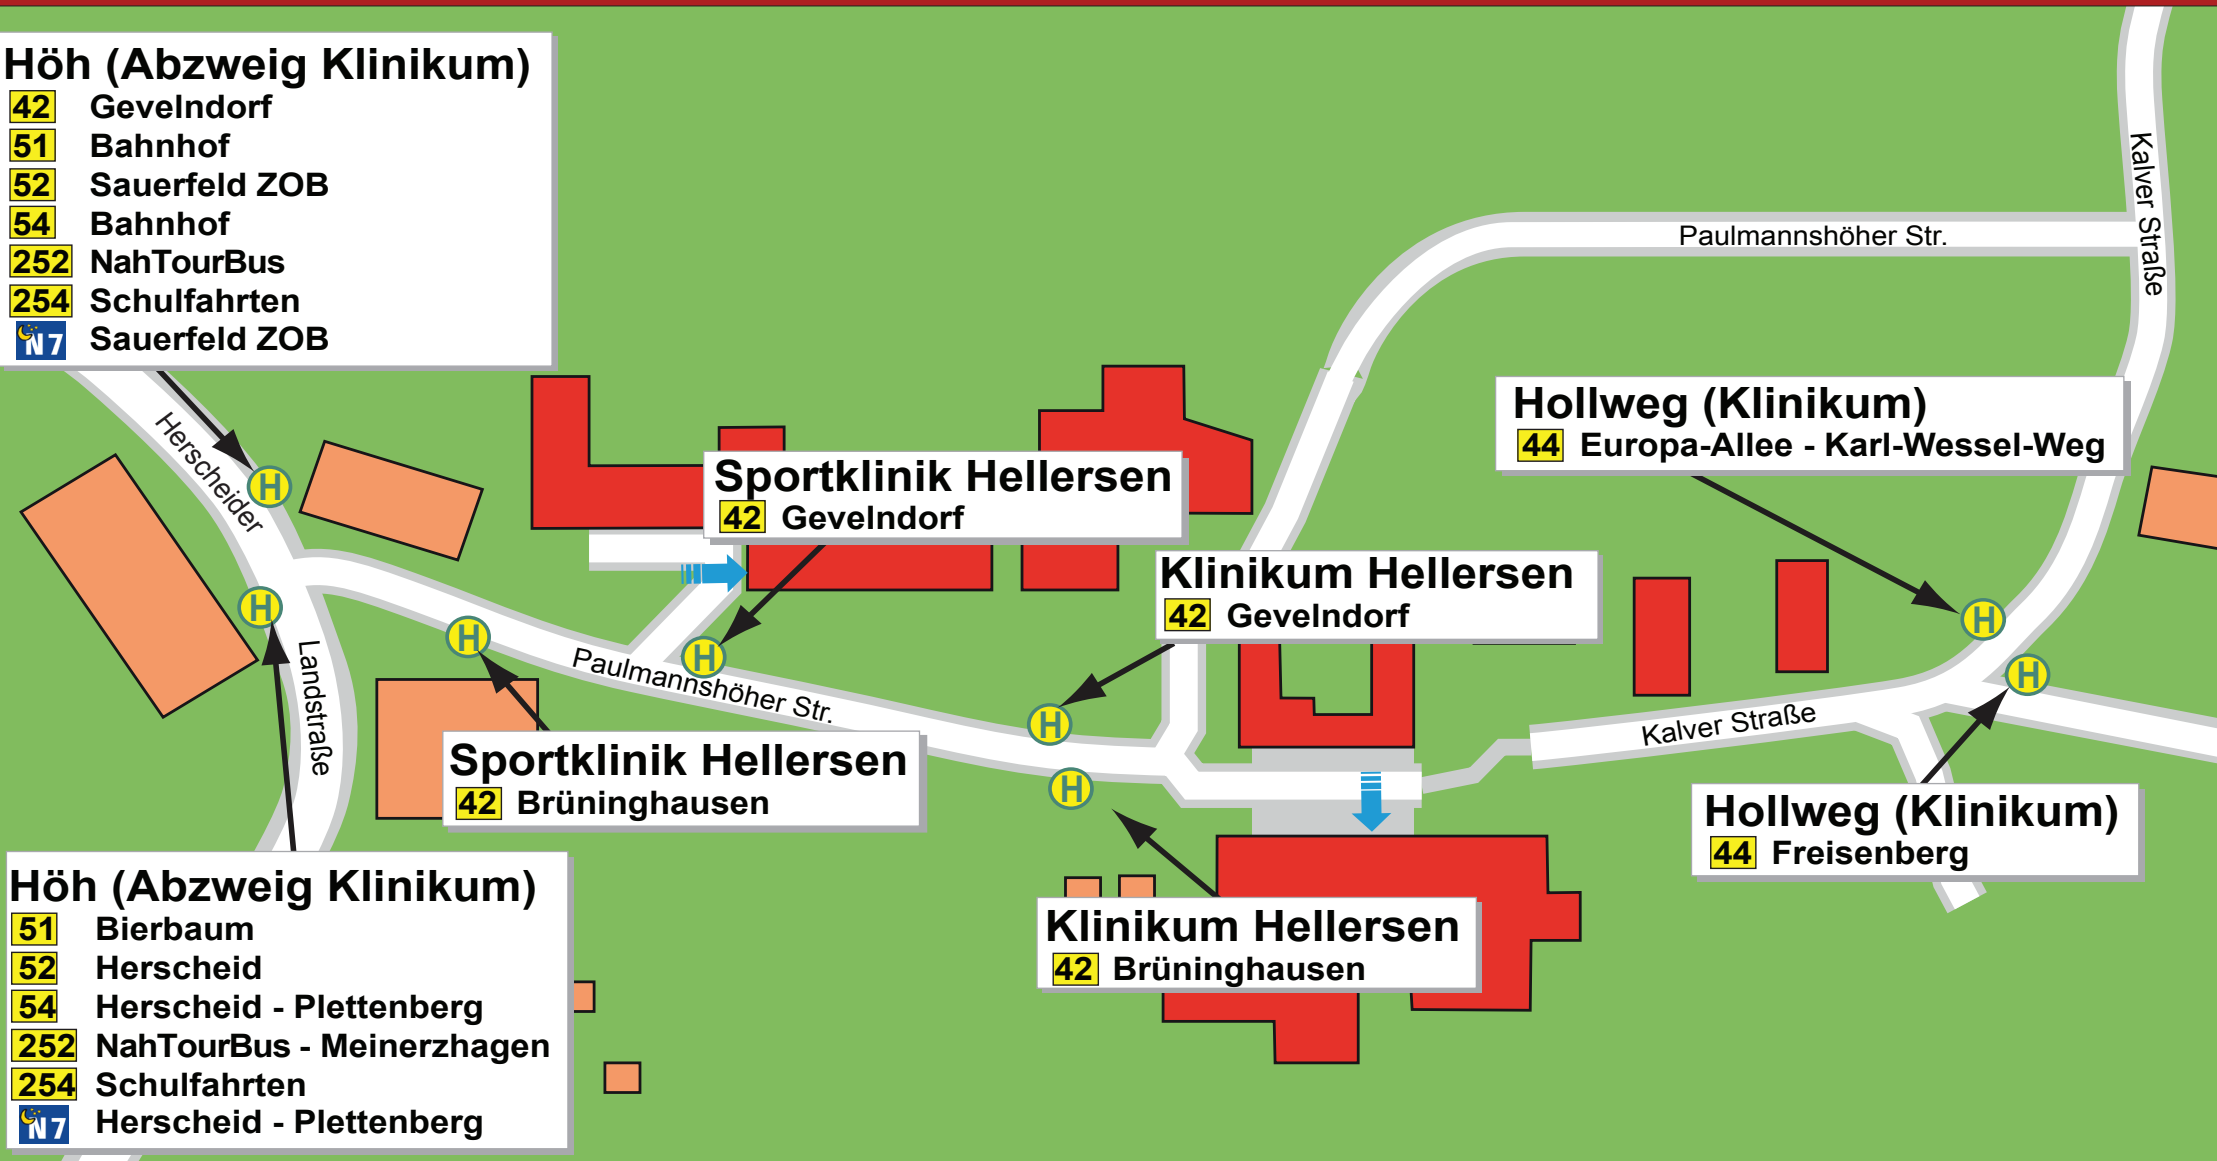 Höh (Abzweig Klinikum)
42 Gevelndorf
51 Bahnhof
52 Sauerfeld ZOB
54 Bahnhof
252 NahTourBus
254 Schulfahrten
N7 Sauerfeld ZOB
Kalver Straße
Paulmannshöher Str.
Hollweg (Klinikum)
44 Europa-Allee - Karl-Wessel-Weg
Herscheider
H
Sportklinik Hellersen
42 Gevelndorf
Klinikum Hellersen
42 Gevelndorf
H
H
H
H
H
H
Landstraße
Paulmannshöher Str.
H
Kalver Straße
Sportklinik Hellersen
42 Brüninghausen
H
Hollweg (Klinikum)
44 Freisenberg
Höh (Abzweig Klinikum)
51 Bierbaum
52 Herscheid
54 Herscheid - Plettenberg
252 NahTourBus - Meinerzhagen
254 Schulfahrten
N7 Herscheid - Plettenberg
Klinikum Hellersen
42 Brüninghausen